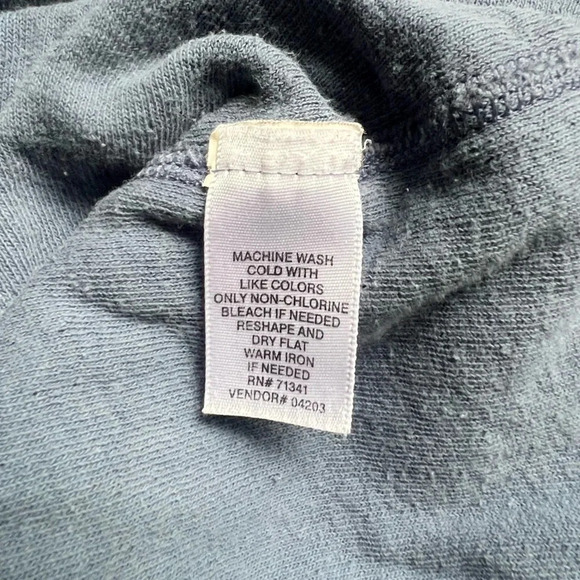 MACHINE WASH
COLD WITH
LIKE COLORS
ONLY NON-CHLORINE
BLEACH IF NEEDED
RESHAPE AND
DRY FLAT
WARM IRON
IF NEEDED
RN# 71341
VENDOR# 04203